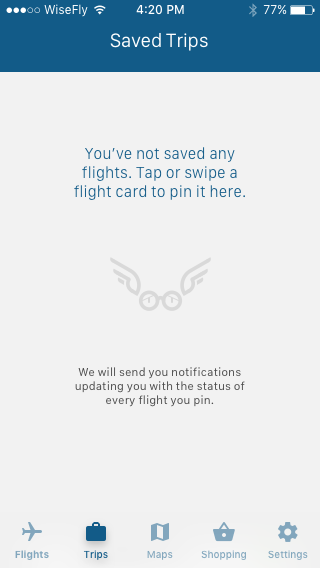 WiseFly 4:20 PM 77%
Saved Trips
You've not saved any
flights. Tap or swipe a
flight card to pin it here.
We will send you notifications
updating you with the status of
every flight you pin.
Flights Trips Maps Shopping Settings